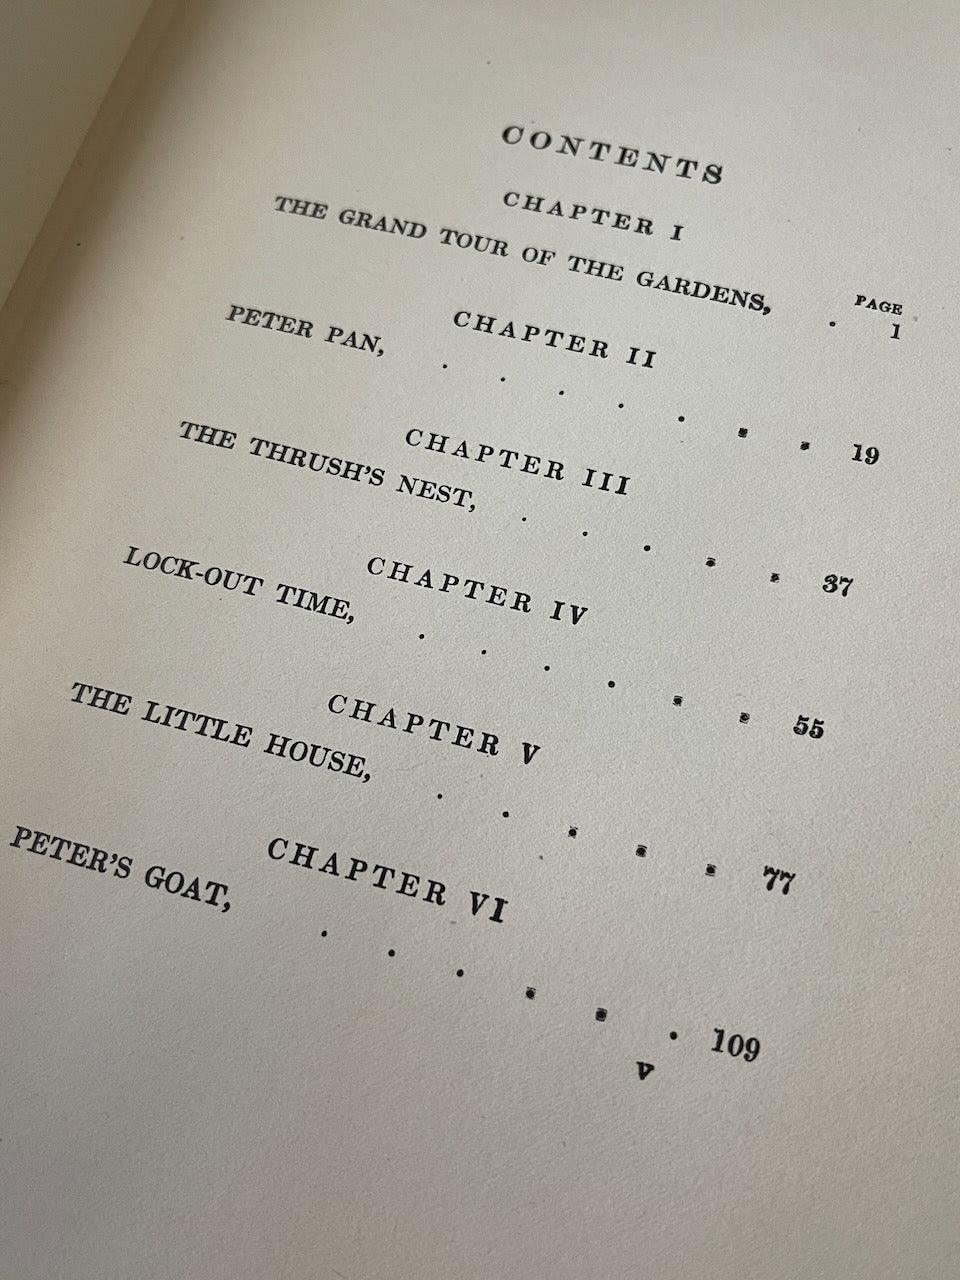 CONTENTS
CHAPTER I
PAGE
THE GRAND TOUR OF THE GARDENS, . 1
CHAPTER II
PETER PAN, . . . . . . . 19
CHAPTER III
THE THRUSH'S NEST, . . . . . 37
CHAPTER IV
LOCK-OUT TIME, . . . . . . 55
CHAPTER V
THE LITTLE HOUSE, . . . . . 77
CHAPTER VI
PETER'S GOAT, . . . . . . 109
v